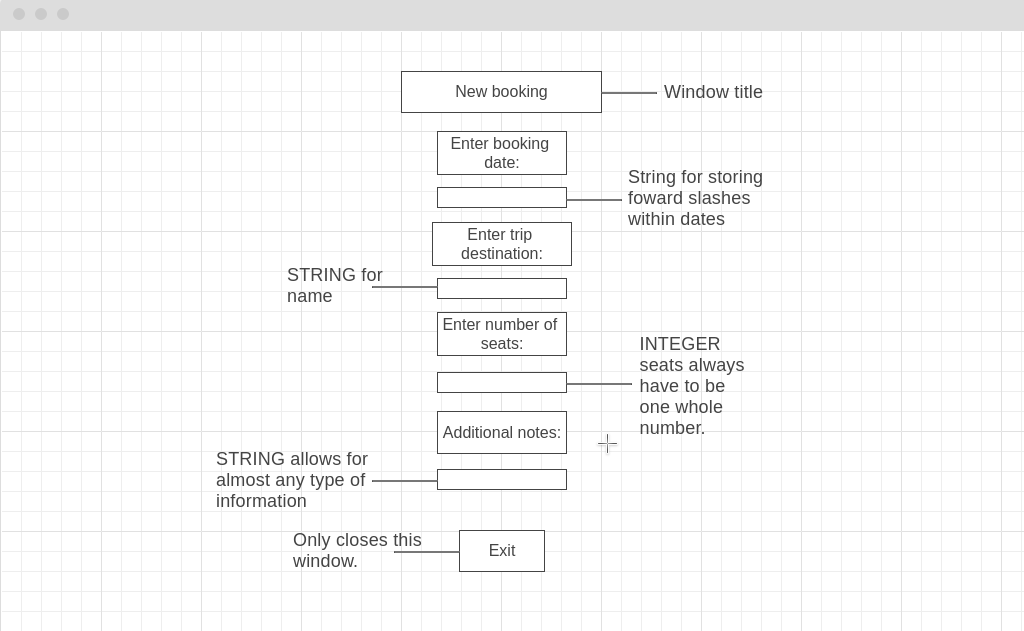 New booking
Window title
Enter booking
date:
String for storing
foward slashes
within dates
Enter trip
destination:
STRING for
name
Enter number of
seats:
INTEGER
seats always
have to be
one whole
number.
Additional notes:
STRING allows for
almost any type of
information
Only closes this
window.
Exit